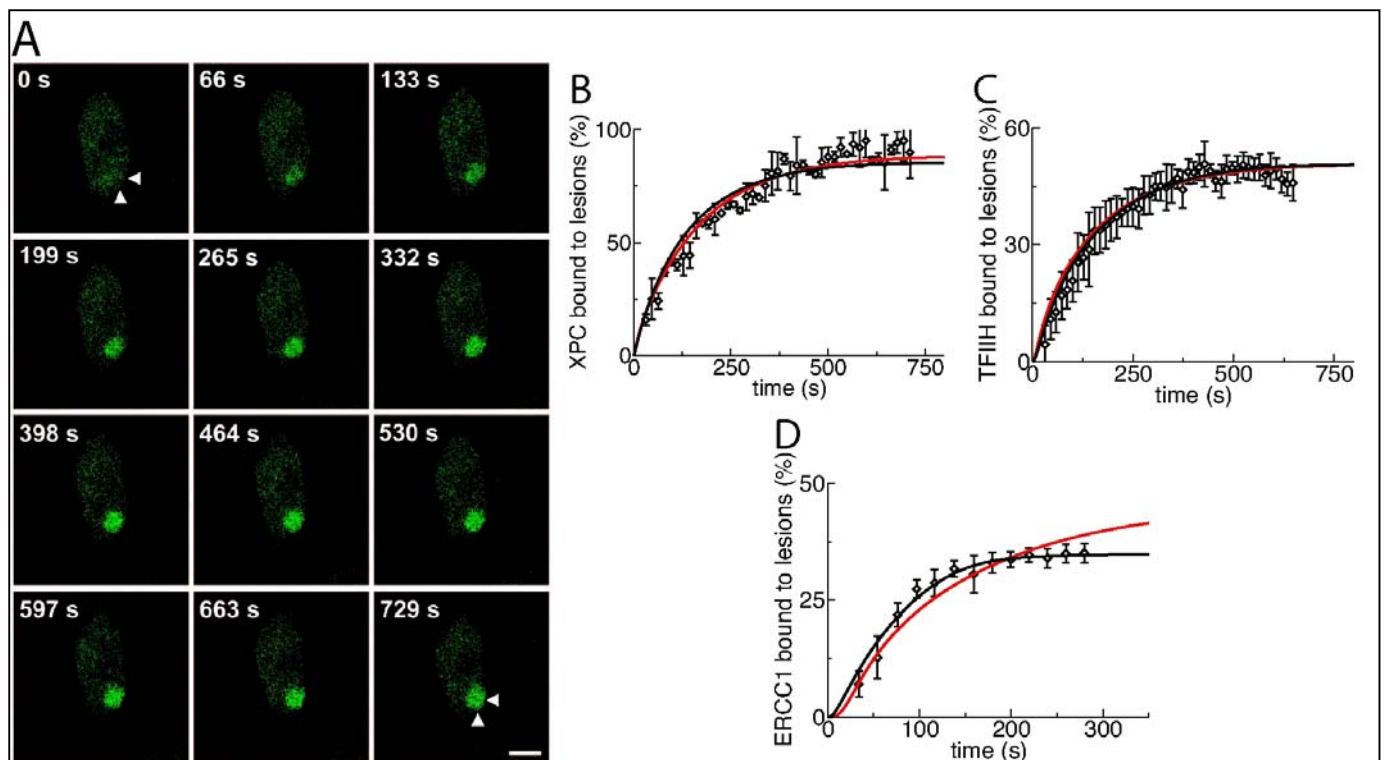 A
0 s
66 s
133 s
199 s
265 s
332 s
398 s
464 s
530 s
597 s
663 s
729 s
B
XPC bound to lesions (%)
100
50
0
0
250
500
750
time (s)
C
TFIIH bound to lesions (%)
60
30
0
0
250
500
750
time (s)
D
ERCC1 bound to lesions (%)
50
25
0
0
100
200
300
time (s)